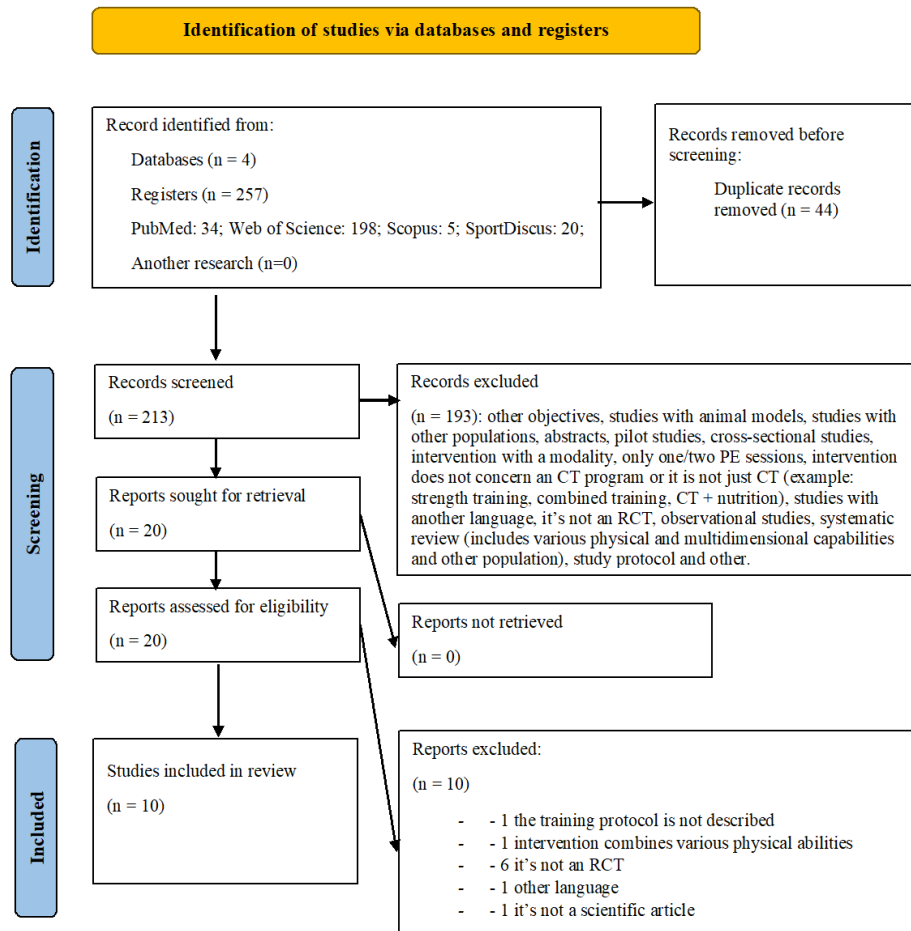 Identification of studies via databases and registers
Identification
Record identified from:
Databases (n = 4)
Registers (n = 257)
PubMed: 34; Web of Science: 198; Scopus: 5; SportDiscus: 20;
Another research (n=0)
Records removed before
screening:
Duplicate records
removed (n = 44)
Screening
Records screened
(n = 213)
Records excluded
(n = 193): other objectives, studies with animal models, studies with
other populations, abstracts, pilot studies, cross-sectional studies,
intervention with a modality, only one/two PE sessions, intervention
does not concern an CT program or it is not just CT (example:
strength training, combined training, CT + nutrition), studies with
another language, it’s not an RCT, observational studies, systematic
review (includes various physical and multidimensional capabilities
and other population), study protocol and other.
Reports sought for retrieval
(n = 20)
Reports not retrieved
(n = 0)
Reports assessed for eligibility
(n = 20)
Reports excluded:
(n = 10)
- - 1 the training protocol is not described
- - 1 intervention combines various physical abilities
- - 6 it’s not an RCT
- - 1 other language
- - 1 it’s not a scientific article
Included
Studies included in review
(n = 10)